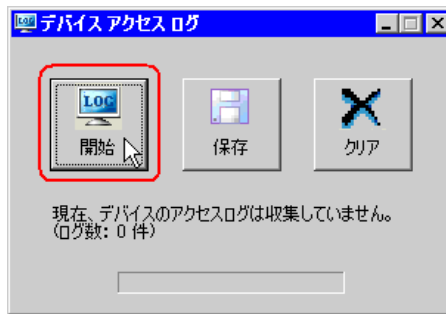 LOG デバイス アクセス ログ
LOG
開始
保存
クリア
現在、デバイスのアクセスログは収集していません。
(ログ数: 0 件)